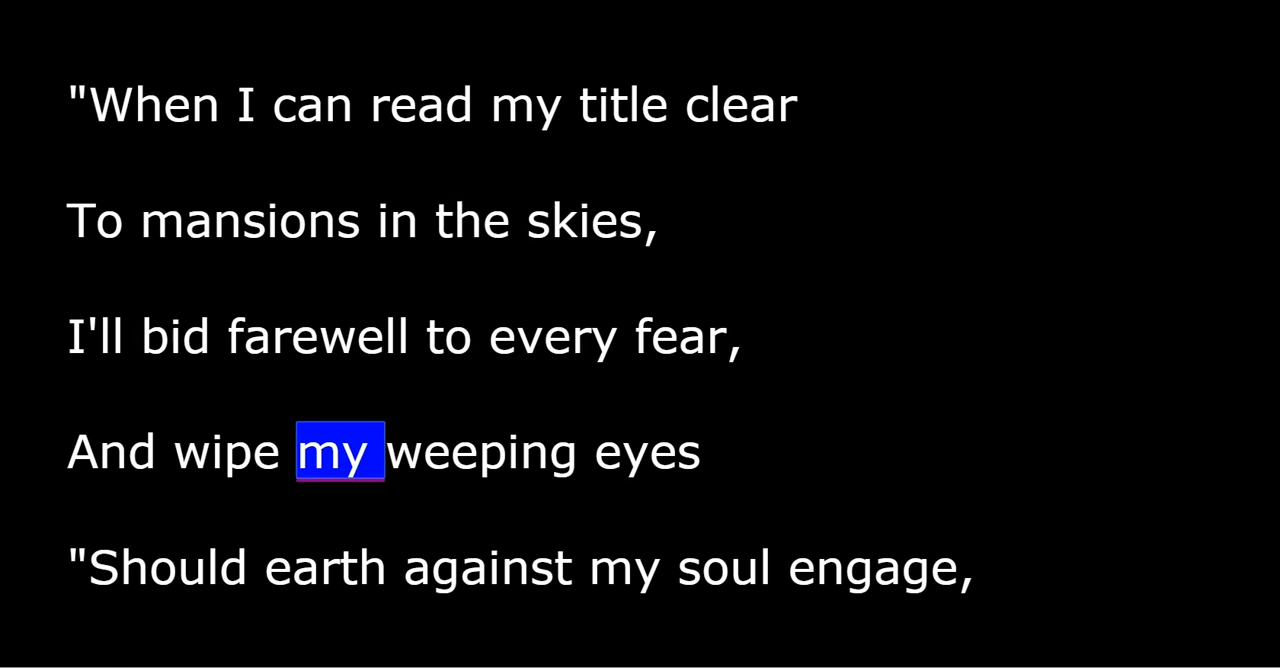 "When I can read my title clear
To mansions in the skies,
I'll bid farewell to every fear,
And wipe my weeping eyes
"Should earth against my soul engage,